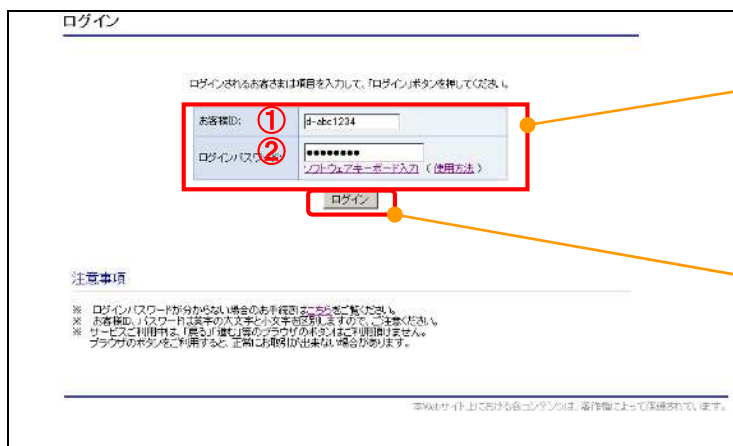 ログイン
ログインされるお客さまは項目を入力して、「ログイン」ボタンを押してください。
お客様ID: ① d-abc1234
ログインパスワード: ② ●●●●●●●●
ソフトウェアキーボード入力 (使用方法)
ログイン
注意事項
※ ログインパスワードが分からない場合のお手続きはこちらをご覧ください。
※ お客様ID、パスワードは英字の大文字と小文字を区別しますので、ご注意ください。
※ サービスご利用中は、「戻る」「進む」等のブラウザのボタンはご利用頂けません。
ブラウザのボタンをご利用すると、正常にお取引が出来ない場合があります。
本Webサイト上における各コンテンツは、著作権によって保護されています。